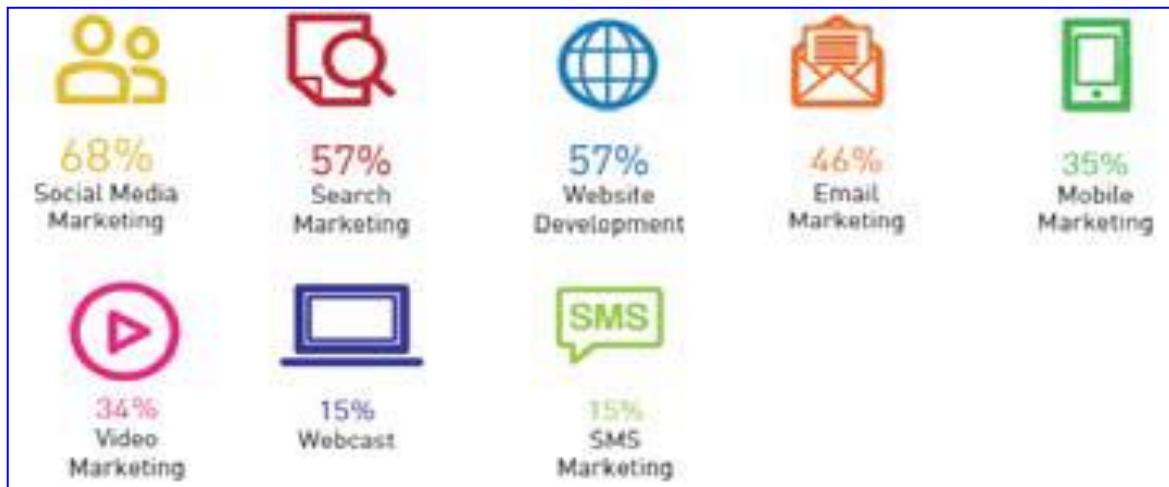 68%
Social Media
Marketing
57%
Search
Marketing
57%
Website
Development
46%
Email
Marketing
35%
Mobile
Marketing
34%
Video
Marketing
15%
Webcast
SMS
15%
SMS
Marketing